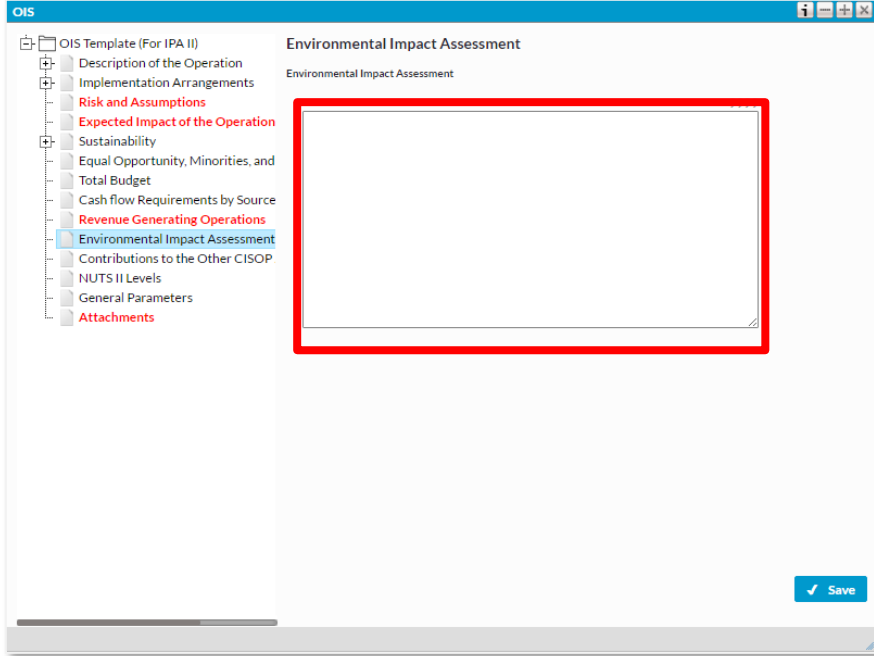 OIS
OIS Template (For IPA II)
Description of the Operation
Implementation Arrangements
Risk and Assumptions
Expected Impact of the Operation
Sustainability
Equal Opportunity, Minorities, and
Total Budget
Cash flow Requirements by Source
Revenue Generating Operations
Environmental Impact Assessment
Contributions to the Other CISOP
NUTS II Levels
General Parameters
Attachments
Environmental Impact Assessment
Environmental Impact Assessment
Save